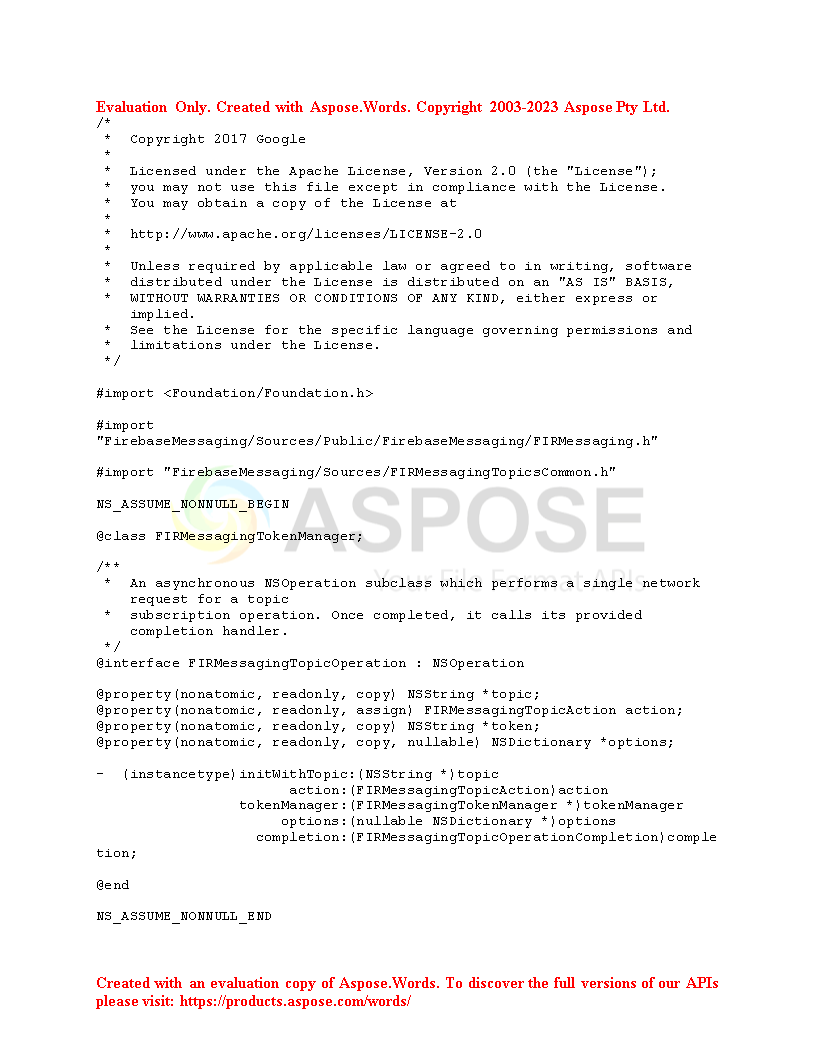 Evaluation Only. Created with Aspose.Words. Copyright 2003-2023 Aspose Pty Ltd.
/*
 *  Copyright 2017 Google
 *
 *  Licensed under the Apache License, Version 2.0 (the "License");
 *  you may not use this file except in compliance with the License.
 *  You may obtain a copy of the License at
 *
 *  http://www.apache.org/licenses/LICENSE-2.0
 *
 *  Unless required by applicable law or agreed to in writing, software
 *  distributed under the License is distributed on an "AS IS" BASIS,
 *  WITHOUT WARRANTIES OR CONDITIONS OF ANY KIND, either express or
    implied.
 *  See the License for the specific language governing permissions and
 *  limitations under the License.
 */

#import <Foundation/Foundation.h>

#import
"FirebaseMessaging/Sources/Public/FirebaseMessaging/FIRMessaging.h"

#import "FirebaseMessaging/Sources/FIRMessagingTopicsCommon.h"

NS_ASSUME_NONNULL_BEGIN
ASPOSE
@class FIRMessagingTokenManager;

/**
Your File Format APIs
 *  An asynchronous NSOperation subclass which performs a single network
    request for a topic
 *  subscription operation. Once completed, it calls its provided
    completion handler.
 */
@interface FIRMessagingTopicOperation : NSOperation

@property(nonatomic, readonly, copy) NSString *topic;
@property(nonatomic, readonly, assign) FIRMessagingTopicAction action;
@property(nonatomic, readonly, copy) NSString *token;
@property(nonatomic, readonly, copy, nullable) NSDictionary *options;

-  (instancetype)initWithTopic:(NSString *)topic
                       action:(FIRMessagingTopicAction)action
                 tokenManager:(FIRMessagingTokenManager *)tokenManager
                      options:(nullable NSDictionary *)options
                   completion:(FIRMessagingTopicOperationCompletion)comple
tion;

@end

NS_ASSUME_NONNULL_END

Created with an evaluation copy of Aspose.Words. To discover the full versions of our APIs
please visit: https://products.aspose.com/words/